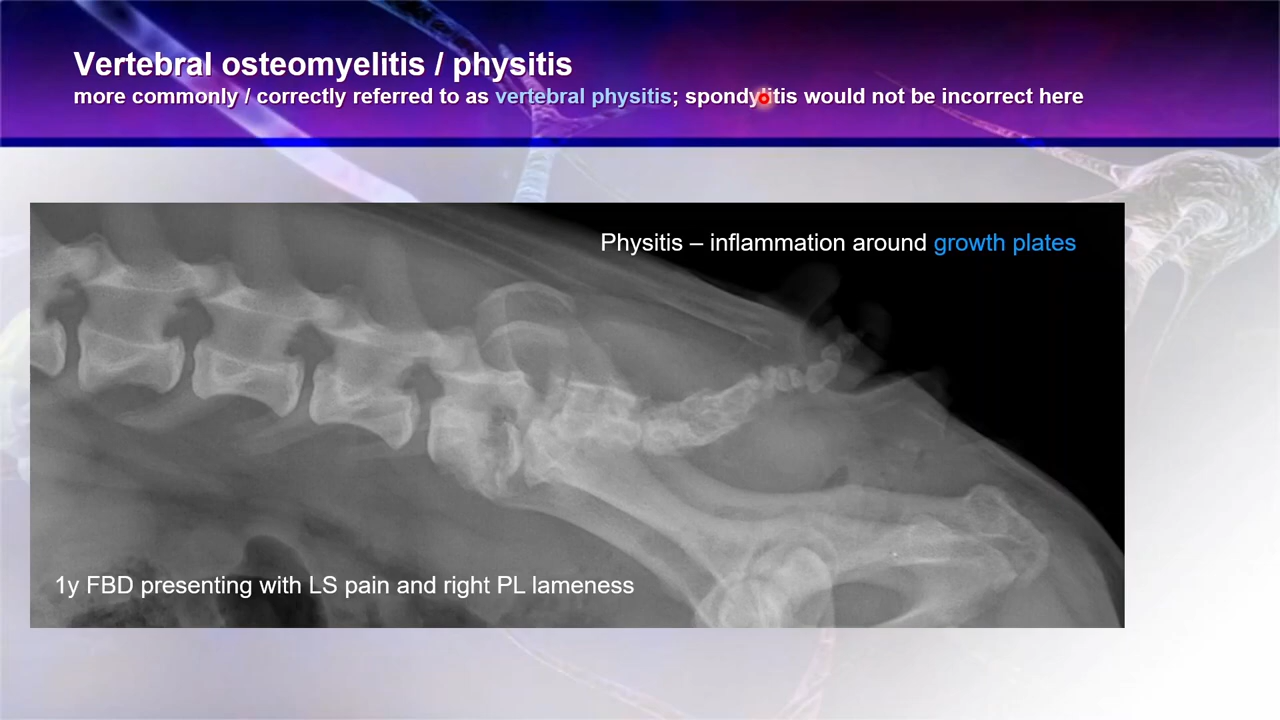 Vertebral osteomyelitis / physitis
more commonly / correctly referred to as vertebral physitis; spondylitis would not be incorrect here
Physitis – inflammation around growth plates
1y FBD presenting with LS pain and right PL lameness